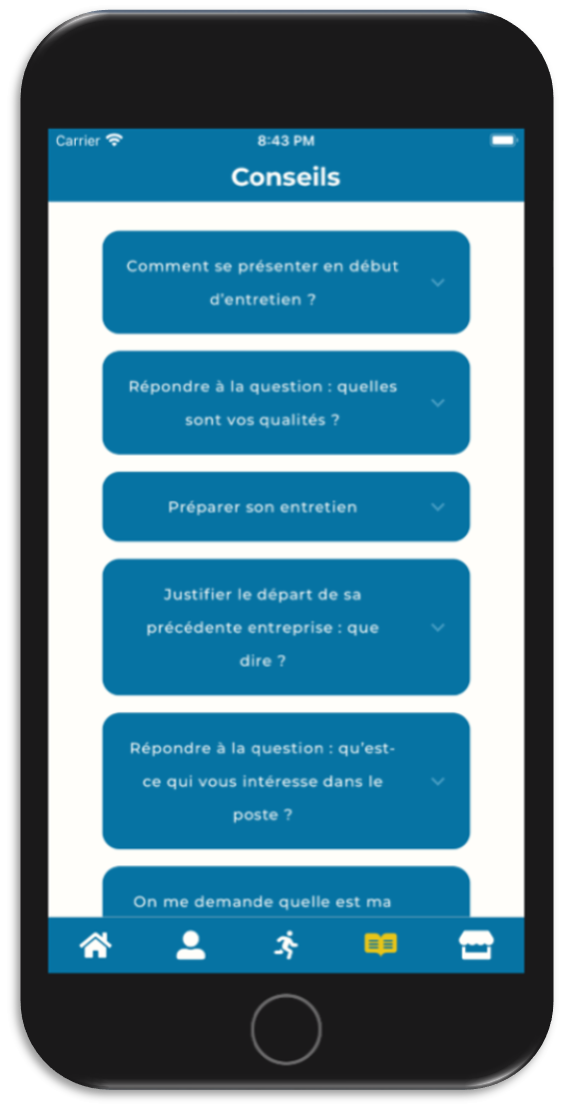 Carrier
8:43 PM
Conseils
Comment se présenter en début
d'entretien ?
Répondre à la question : quelles
sont vos qualités ?
Préparer son entretien
Justifier le départ de sa
précédente entreprise : que
dire ?
Répondre à la question : qu'est-
ce qui vous intéresse dans le
poste ?
On me demande quelle est ma